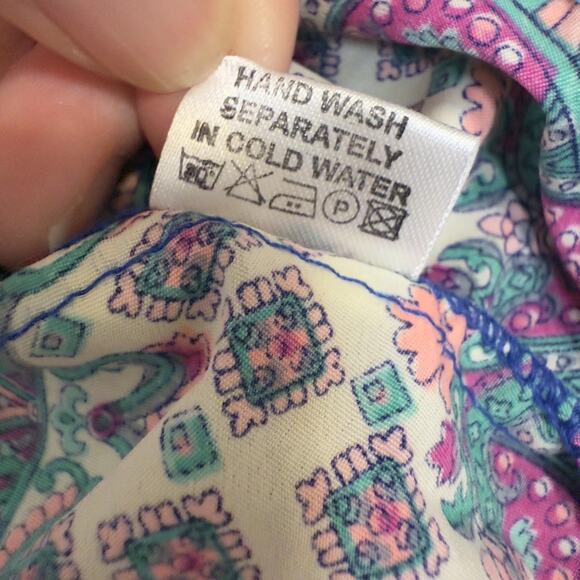 HAND WASH
SEPARATELY
IN COLD WATER
P